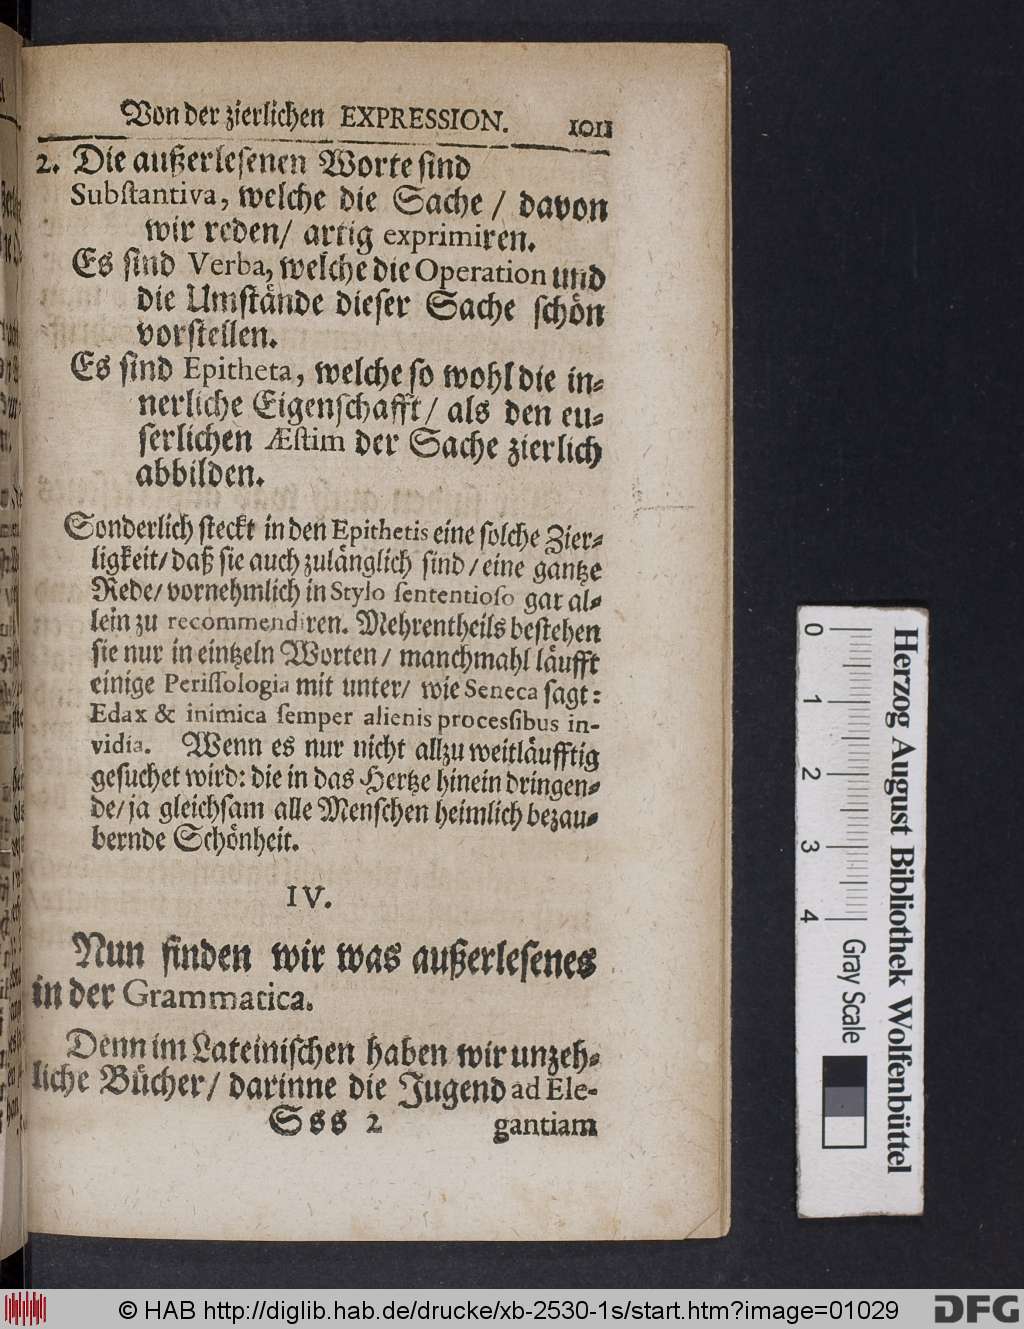 Von der zierlichen EXPRESSION. 1011
2. Die außerlesenen Worte sind
Substantiva, welche die Sache / davon
wir reden/ artig exprimiren.
Es sind Verba, welche die Operation und
die Umstände dieser Sache schön
vorstellen.
Es sind Epitheta, welche so wohl die in-
nerliche Eigenschafft/ als den eu-
serlichen Æstim der Sache zierlich
abbilden.
Sonderlich steckt in den Epithetis eine solche Zier-
ligkeit/ daß sie auch zulänglich sind / eine gantze
Rede/ vornehmlich in Stylo sententioso gar al-
lein zu recommendiren. Mehrentheils bestehen
sie nur in eintzeln Worten / manchmahl läufft
einige Perissologia mit unter/ wie Seneca sagt:
Edax & inimica semper alienis processibus in-
vidia. Wenn es nur nicht allzu weitläufftig
gesuchet wird: die in das Hertze hinein dringen-
de/ ja gleichsam alle Menschen heimlich bezau-
bernde Schönheit.
IV.
Nun finden wir was außerlesenes
in der Grammatica.
Denn im Lateinischen haben wir unzeh-
liche Bücher/ darinne die Jugend ad Ele-
Sss 2 gantiam
0 1 2 3 4
Gray Scale
Herzog August Bibliothek Wolfenbüttel
© HAB http://diglib.hab.de/drucke/xb-2530-1s/start.htm?image=01029
DFG